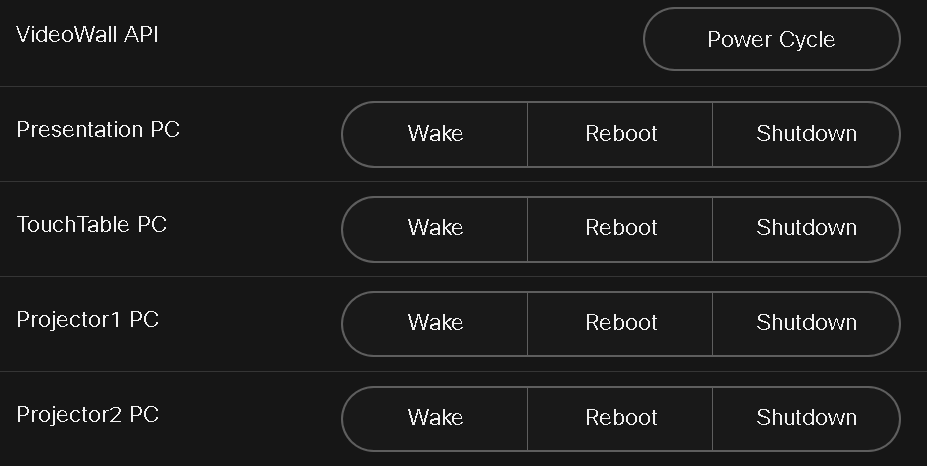 VideoWall API Power Cycle
Presentation PC Wake Reboot Shutdown
TouchTable PC Wake Reboot Shutdown
Projector1 PC Wake Reboot Shutdown
Projector2 PC Wake Reboot Shutdown